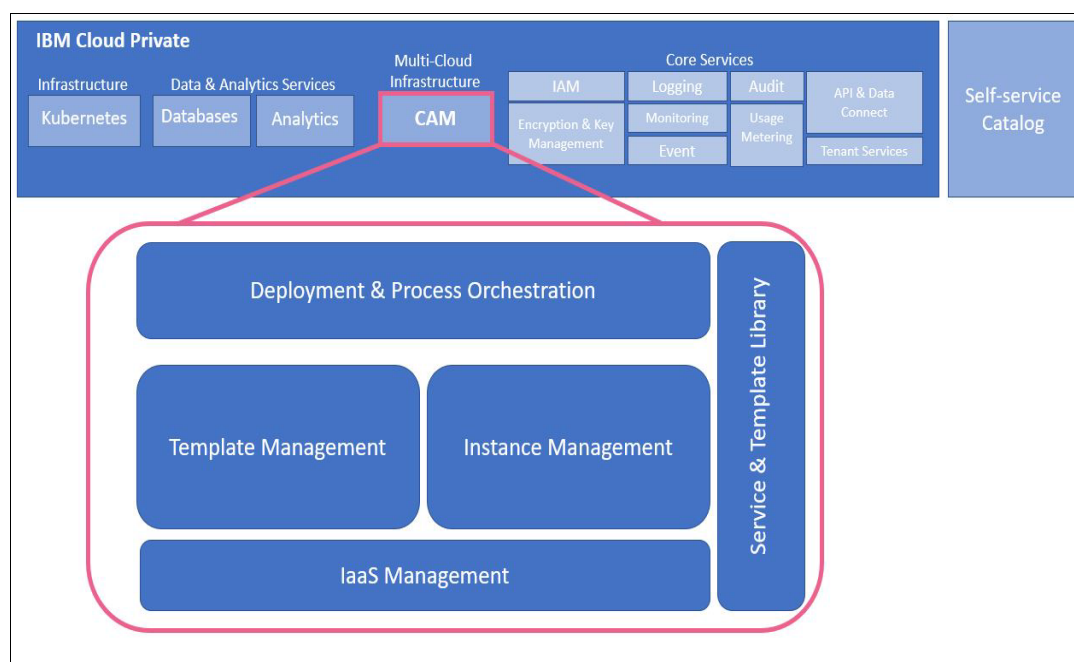 IBM Cloud Private
Infrastructure
Kubernetes
Data & Analytics Services
Databases
Analytics
Multi-Cloud
Infrastructure
CAM
Core Services
IAM
Logging
Audit
API & Data
Connect
Encryption & Key
Management
Monitoring
Usage
Metering
Event
Tenant Services
Self-service
Catalog
Deployment & Process Orchestration
Template Management
Instance Management
IaaS Management
Service & Template Library